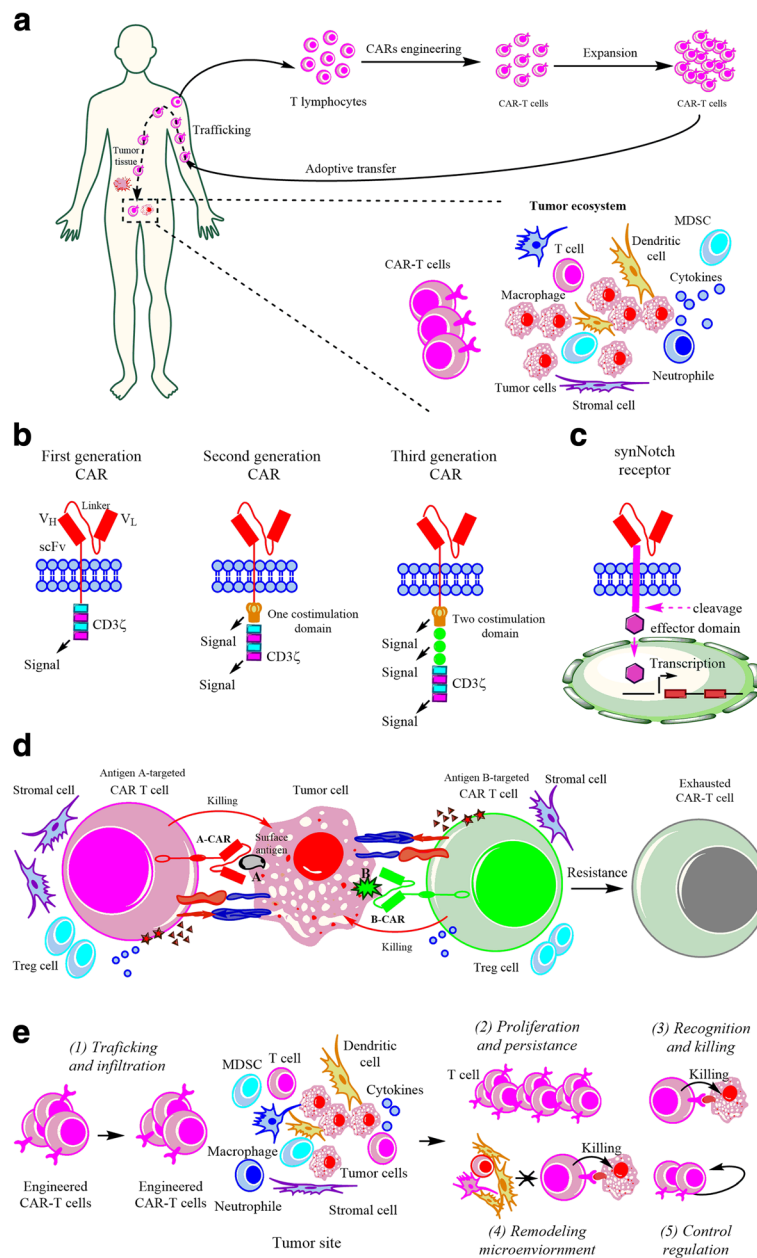 a
CARs engineering
Expansion
T lymphocytes
CAR-T cells
CAR-T cells
Trafficking
Tumor
tissue
Adoptive transfer
Tumor ecosystem
MDSC
Dendritic
cell
T cell
CAR-T cells
Cytokines
Macrophage
Neutrophile
Tumor cells
Stromal cell
b
First generation
CAR
Second generation
CAR
Third generation
CAR
Linker
VH
VL
scFv
CD3ζ
Signal
One costimulation
domain
Signal
CD3ζ
Signal
Two costimulation
domain
Signal
Signal
CD3ζ
Signal
c
synNotch
receptor
cleavage
effector domain
Transcription
d
Stromal cell
Antigen A-targeted
CAR T cell
Tumor cell
Antigen B-targeted
CAR T cell
Stromal cell
Exhausted
CAR-T cell
Killing
A-CAR
Surface
antigen
A
B
B-CAR
Resistance
Killing
Treg cell
Treg cell
e
(1) Traficking
and infiltration
Engineered
CAR-T cells
Engineered
CAR-T cells
MDSC
T cell
Dendritic
cell
Cytokines
Macrophage
Tumor cells
Neutrophile
Stromal cell
Tumor site
(2) Proliferation
and persistance
T cell
(3) Recognition
and killing
Killing
Killing
(4) Remodeling
microenviornment
(5) Control
regulation